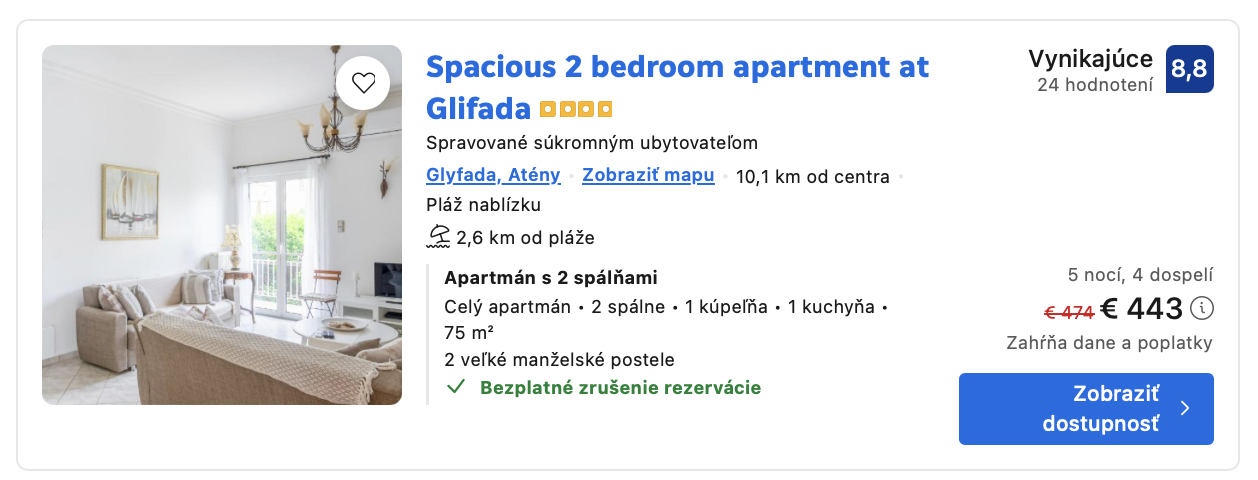 Spacious 2 bedroom apartment at
Glifada
Spravované súkromným ubytovateľom
Glyfada, Atény • Zobraziť mapu • 10,1 km od centra •
Pláž nablízku
2,6 km od pláže
Apartmán s 2 spálňami
Celý apartmán • 2 spálne • 1 kúpeľňa • 1 kuchyňa •
75 m²
2 veľké manželské postele
Bezplatné zrušenie rezervácie
Vynikajúce 8,8
24 hodnotení
5 nocí, 4 dospelí
€ 474 € 443
Zahŕňa dane a poplatky
Zobraziť
dostupnosť